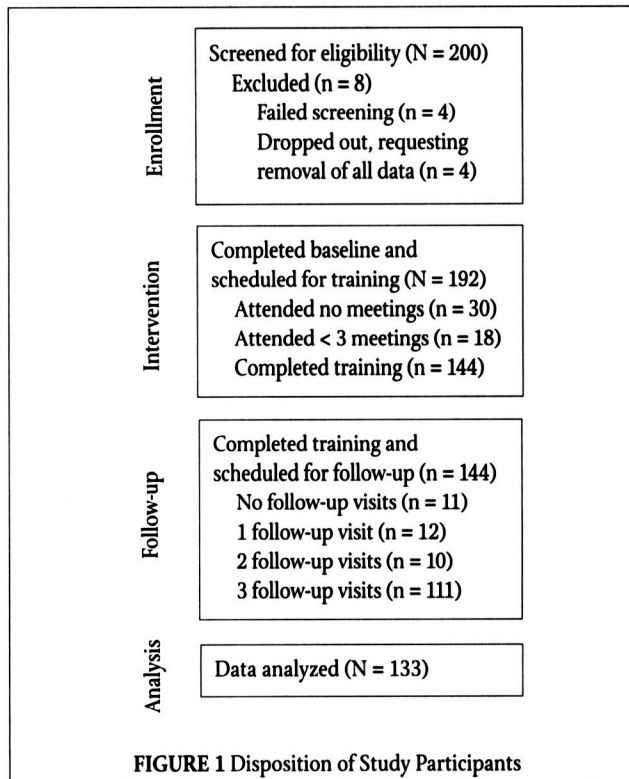 Enrollment
Screened for eligibility (N = 200)
Excluded (n = 8)
Failed screening (n = 4)
Dropped out, requesting
removal of all data (n = 4)
Intervention
Completed baseline and
scheduled for training (N = 192)
Attended no meetings (n = 30)
Attended < 3 meetings (n = 18)
Completed training (n = 144)
Follow-up
Completed training and
scheduled for follow-up (n = 144)
No follow-up visits (n = 11)
1 follow-up visit (n = 12)
2 follow-up visits (n = 10)
3 follow-up visits (n = 111)
Analysis
Data analyzed (N = 133)
FIGURE 1 Disposition of Study Participants